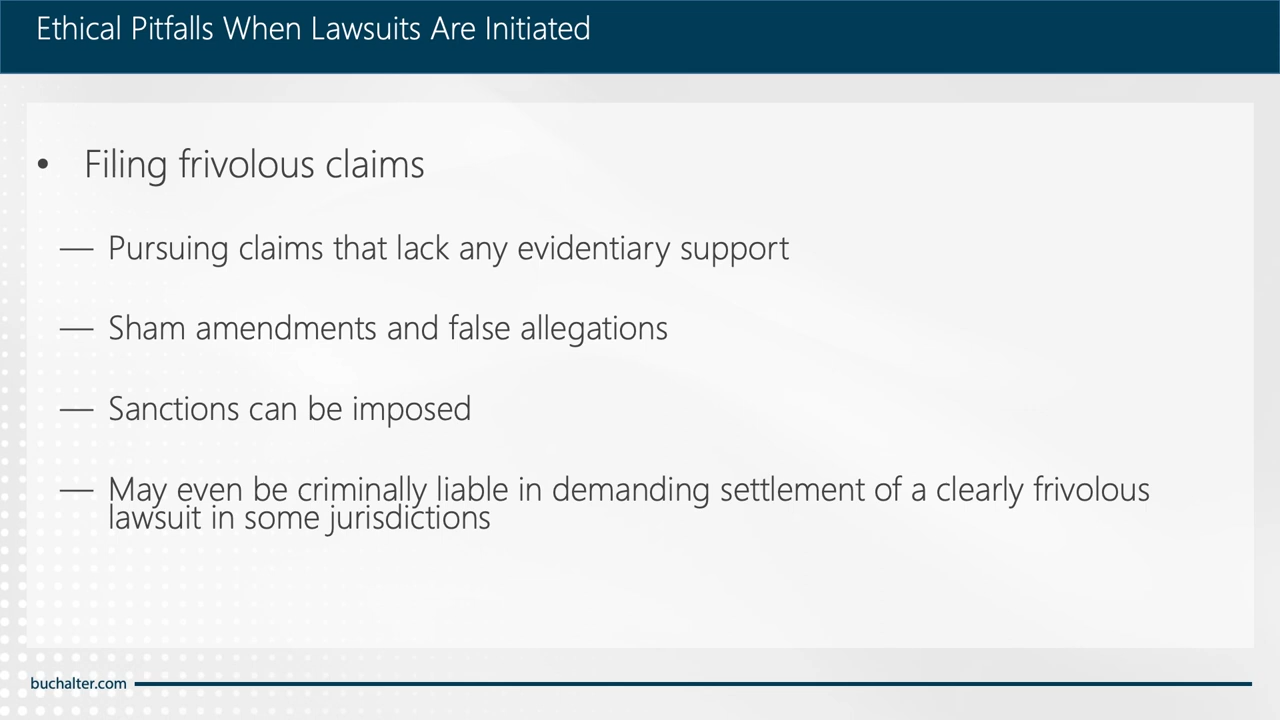 Ethical Pitfalls When Lawsuits Are Initiated
• Filing frivolous claims
— Pursuing claims that lack any evidentiary support
— Sham amendments and false allegations
— Sanctions can be imposed
— May even be criminally liable in demanding settlement of a clearly frivolous
lawsuit in some jurisdictions
buchalter.com